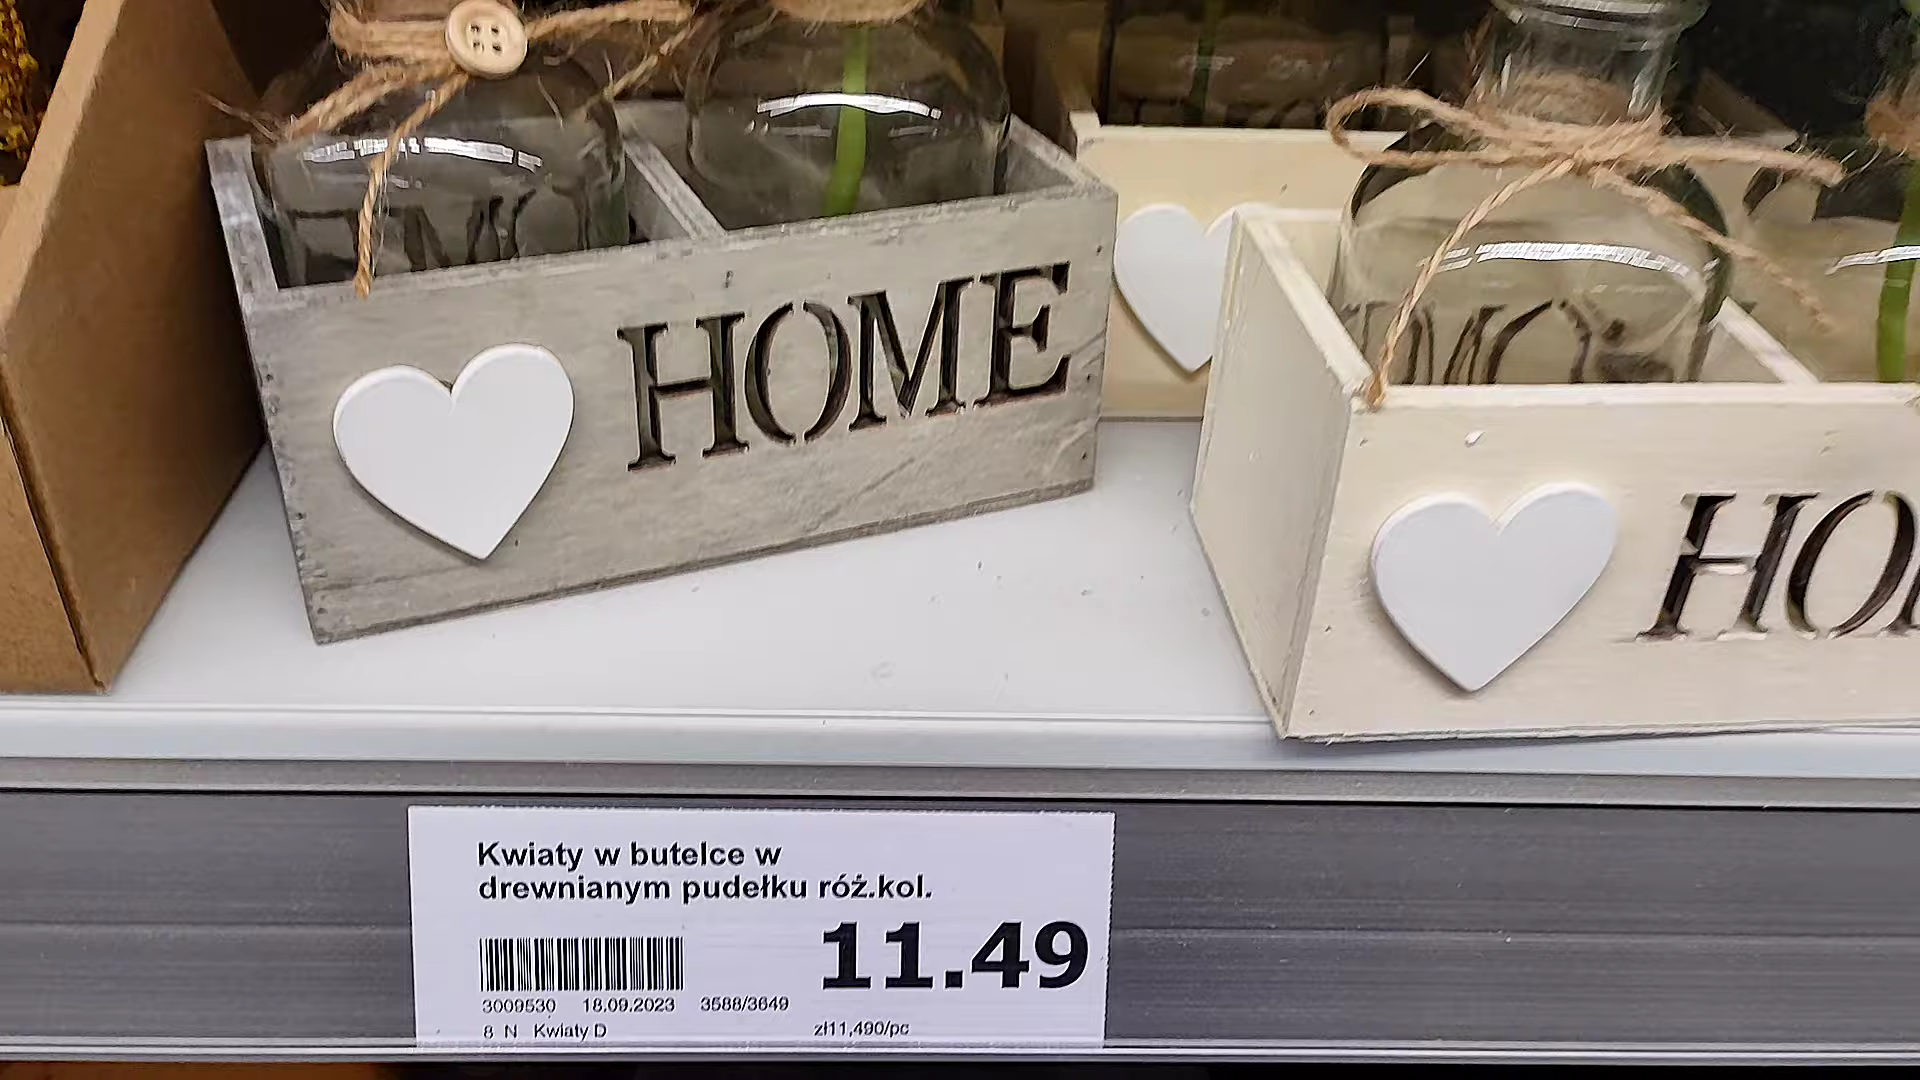 HOME
HO
Kwiaty w butelce w
drewnianym pudełku róż.kol.
11.49
3009530 18.09.2023 3588/3649
8 N Kwiaty D zł11,490/pc